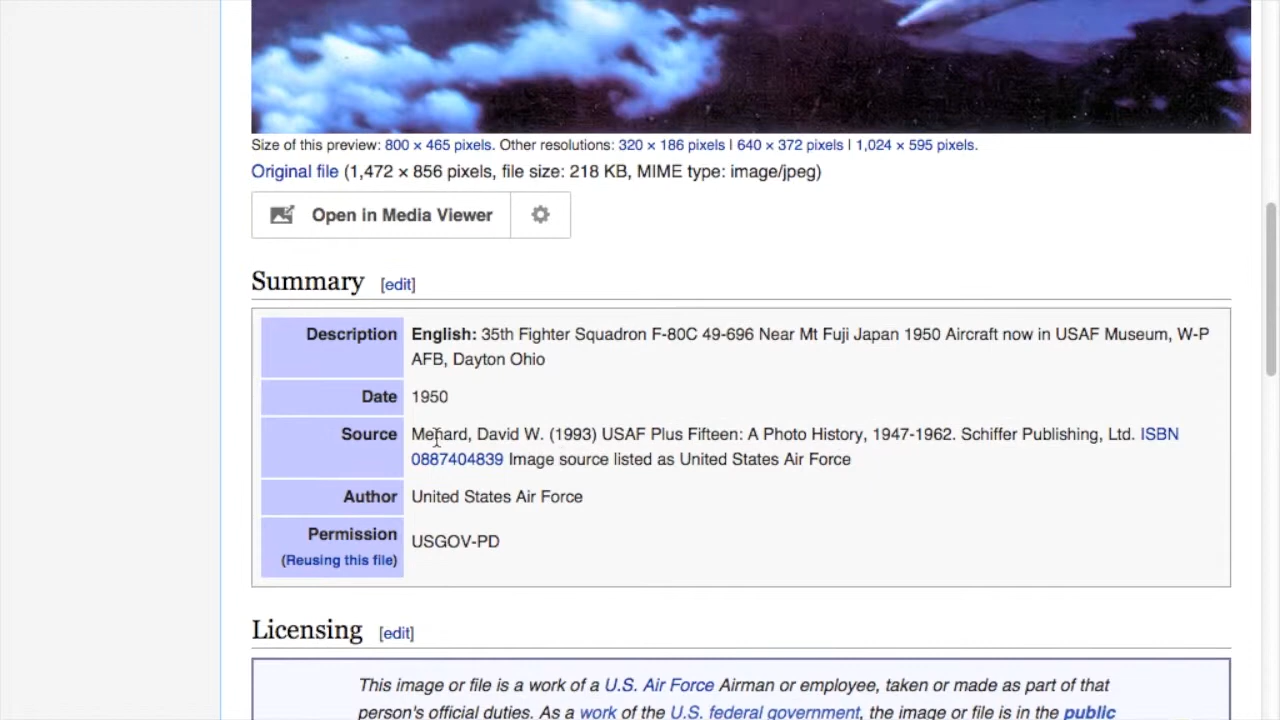 Size of this preview: 800 × 465 pixels. Other resolutions: 320 × 186 pixels | 640 × 372 pixels | 1,024 × 595 pixels.
Original file (1,472 × 856 pixels, file size: 218 KB, MIME type: image/jpeg)
Open in Media Viewer
Summary [edit]
Description English: 35th Fighter Squadron F-80C 49-696 Near Mt Fuji Japan 1950 Aircraft now in USAF Museum, W-P
AFB, Dayton Ohio
Date 1950
Source Menard, David W. (1993) USAF Plus Fifteen: A Photo History, 1947-1962. Schiffer Publishing, Ltd. ISBN
0887404839 Image source listed as United States Air Force
Author United States Air Force
Permission
(Reusing this file) USGOV-PD
Licensing [edit]
This image or file is a work of a U.S. Air Force Airman or employee, taken or made as part of that
person's official duties. As a work of the U.S. federal government, the image or file is in the public